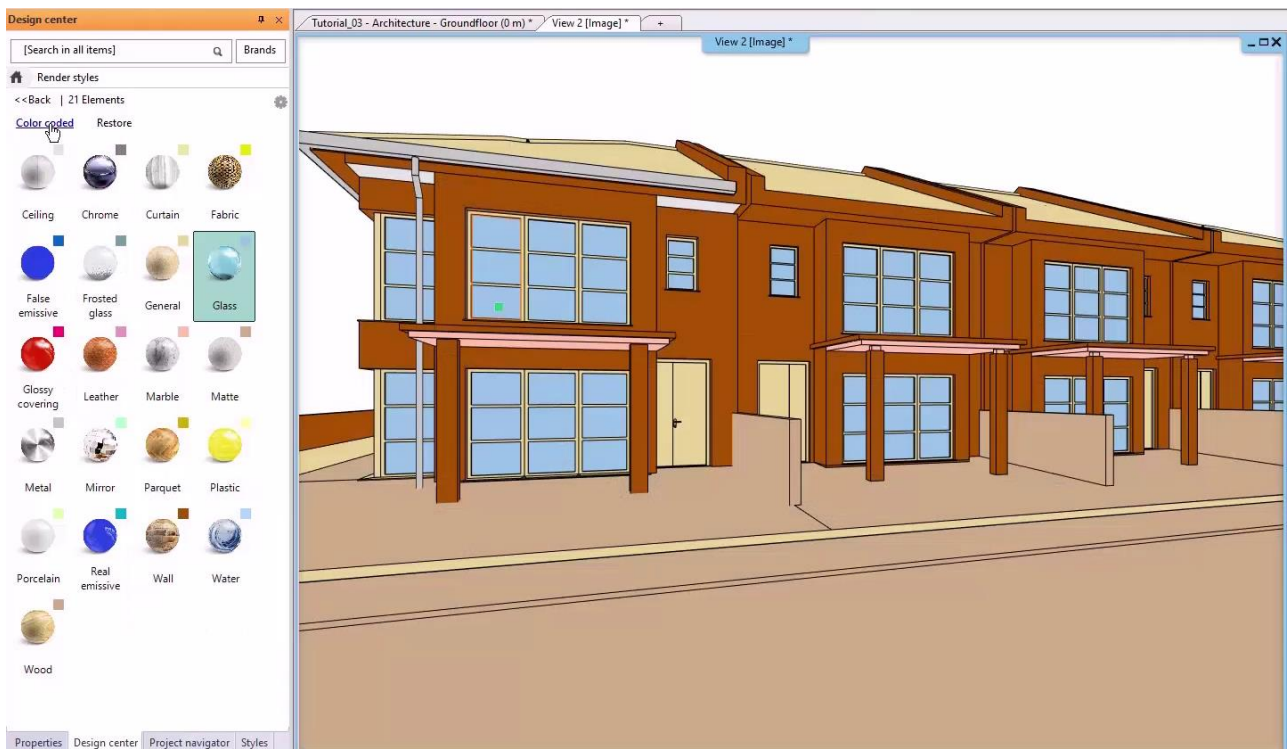 Design center
[Search in all items]
Brands
Render styles
<<Back | 21 Elements
Color coded
Restore
Ceiling
Chrome
Curtain
Fabric
False
emissive
Frosted
glass
General
Glass
Glossy
covering
Leather
Marble
Matte
Metal
Mirror
Parquet
Plastic
Porcelain
Real
emissive
Wall
Water
Wood
Properties
Design center
Project navigator
Styles
Tutorial_03 - Architecture - Groundfloor (0 m) *
View 2 [Image] *
+
View 2 [Image] *